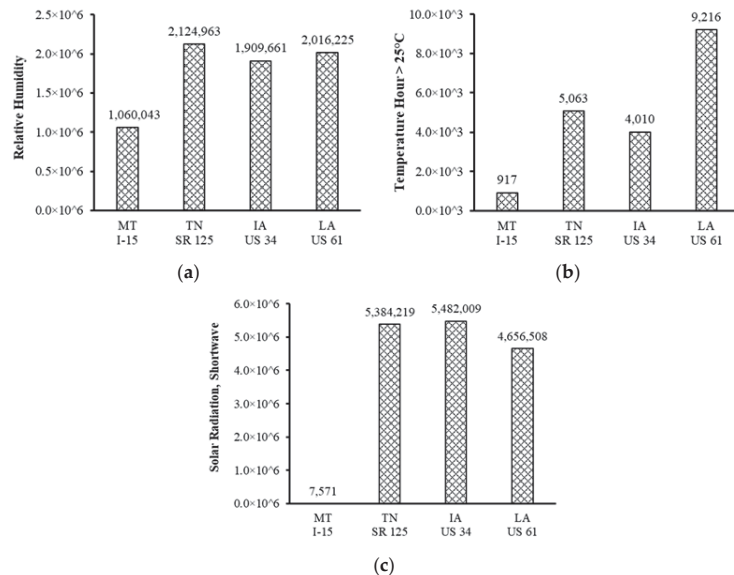 Relative Humidity
2.5×10^6
2.0×10^6
1.5×10^6
1.0×10^6
0.5×10^6
0.0×10^6
1,060,043
2,124,963
1,909,661
2,016,225
MT TN IA LA
I-15 SR 125 US 34 US 61
(a)
Temperature Hour > 25°C
10.0×10^3
8.0×10^3
6.0×10^3
4.0×10^3
2.0×10^3
0.0×10^3
917
5,063
4,010
9,216
MT TN IA LA
I-15 SR 125 US 34 US 61
(b)
Solar Radiation, Shortwave
6.0×10^6
5.0×10^6
4.0×10^6
3.0×10^6
2.0×10^6
1.0×10^6
0.0×10^6
7,571
5,384,219
5,482,009
4,656,508
MT TN IA LA
I-15 SR 125 US 34 US 61
(c)